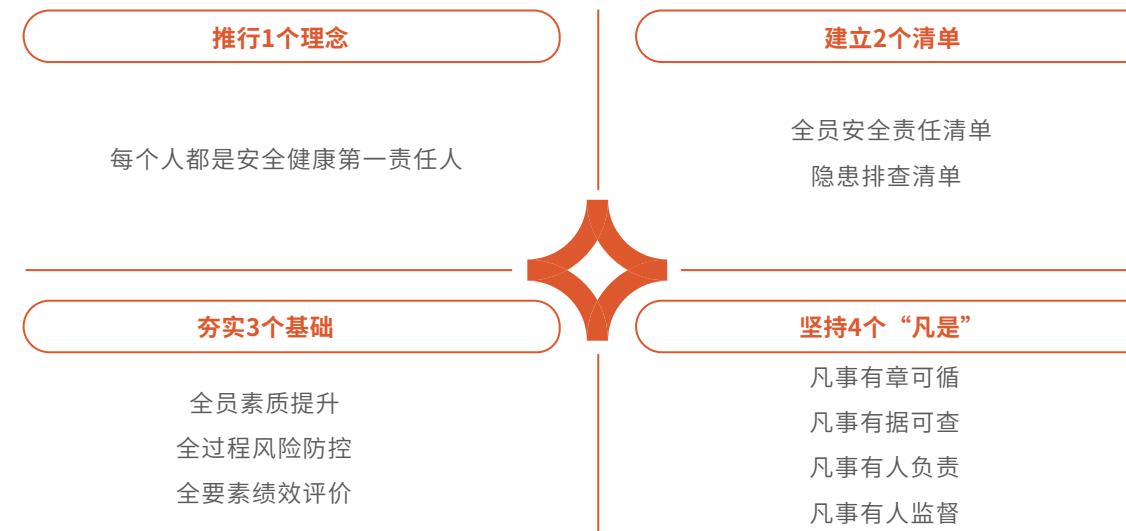 推行1个理念
每个人都是安全健康第一责任人
建立2个清单
全员安全责任清单
隐患排查清单
夯实3个基础
全员素质提升
全过程风险防控
全要素绩效评价
坚持4个“凡是”
凡事有章可循
凡事有据可查
凡事有人负责
凡事有人监督